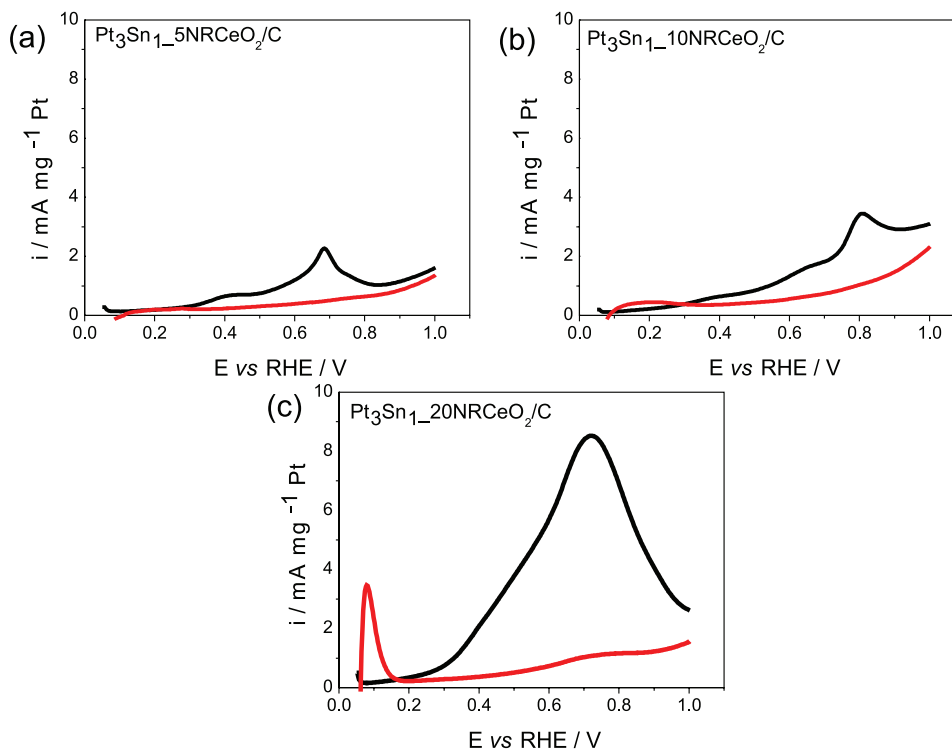 (a)
Pt3Sn1_5NRCeO2/C
i / mA mg −1 Pt
10
8
6
4
2
0
0.0 0.2 0.4 0.6 0.8 1.0
E vs RHE / V
(b)
Pt3Sn1_10NRCeO2/C
i / mA mg −1 Pt
10
8
6
4
2
0
0.0 0.2 0.4 0.6 0.8 1.0
E vs RHE / V
(c)
Pt3Sn1_20NRCeO2/C
i / mA mg −1 Pt
10
8
6
4
2
0
0.0 0.2 0.4 0.6 0.8 1.0
E vs RHE / V